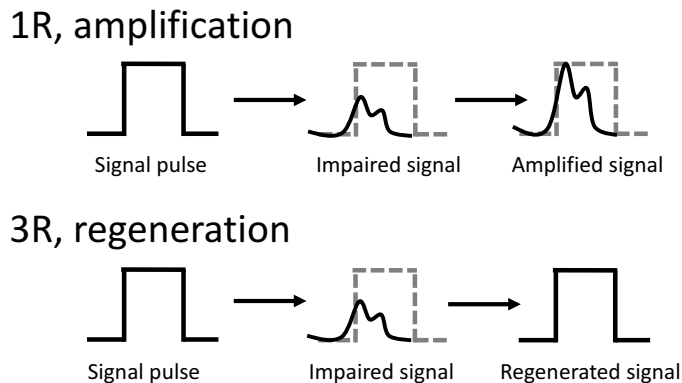 1R, amplification
Signal pulse
Impaired signal
Amplified signal
3R, regeneration
Signal pulse
Impaired signal
Regenerated signal